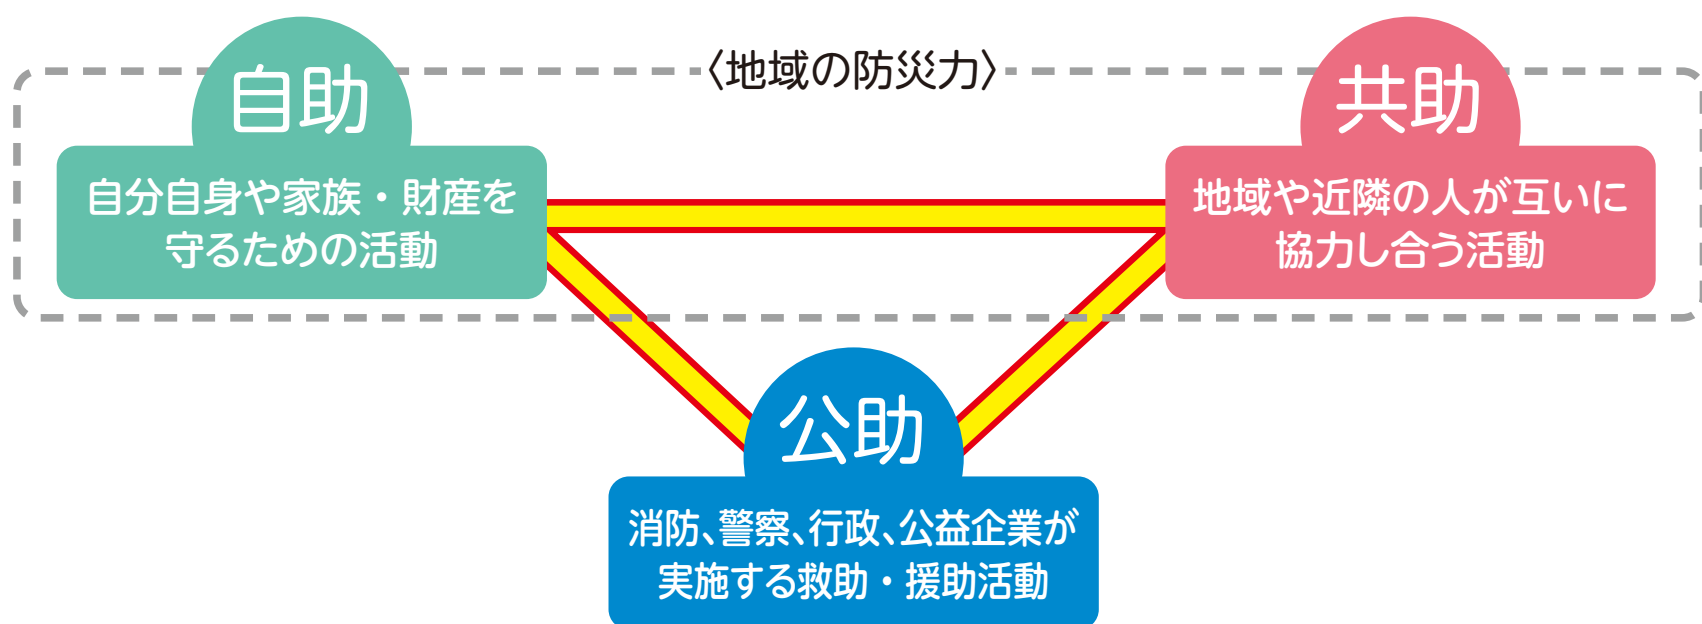 〈地域の防災力〉
自助
自分自身や家族・財産を
守るための活動
共助
地域や近隣の人が互いに
協力し合う活動
公助
消防、警察、行政、公益企業が
実施する救助・援助活動